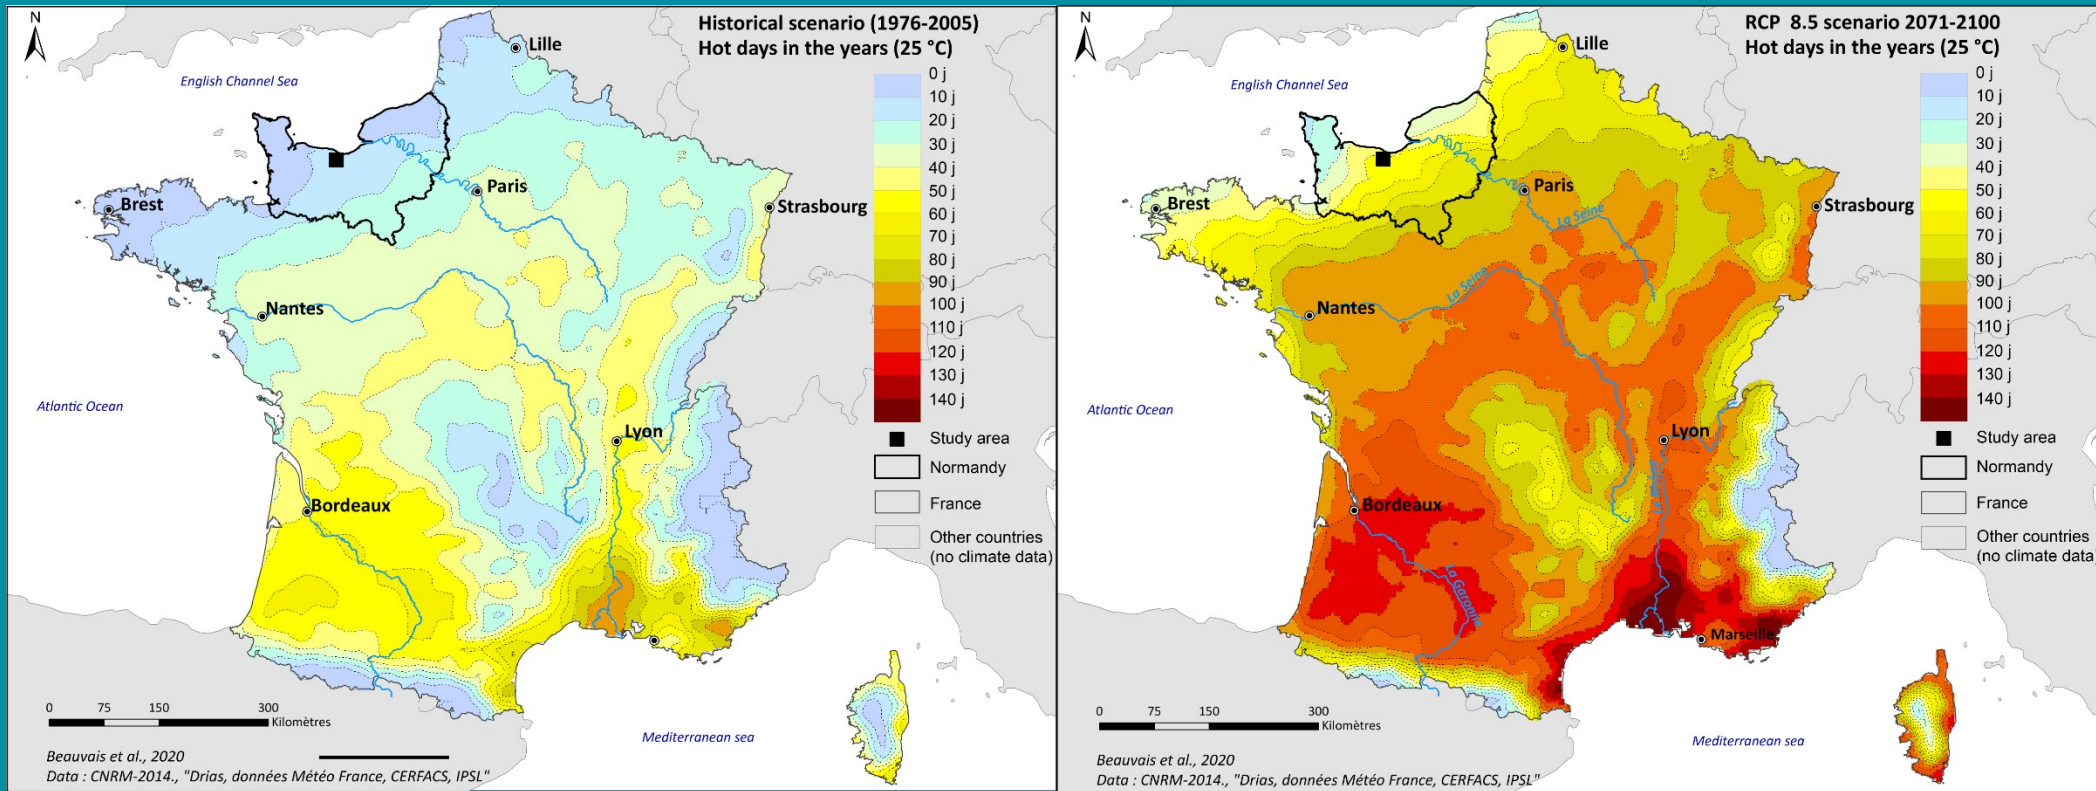 Historical scenario (1976-2005)
Hot days in the years (25 °C)
N
English Channel Sea
Lille
Paris
Brest
Strasbourg
Nantes
Atlantic Ocean
Lyon
Bordeaux
Mediterranean sea
0 j
10 j
20 j
30 j
40 j
50 j
60 j
70 j
80 j
90 j
100 j
110 j
120 j
130 j
140 j
Study area
Normandy
France
Other countries
(no climate data)
0 75 150 300
Kilomètres
Beauvais et al., 2020
Data : CNRM-2014., "Drias, données Météo France, CERFACS, IPSL"
RCP 8.5 scenario 2071-2100
Hot days in the years (25 °C)
N
English Channel Sea
Lille
Paris
La Seine
Brest
Strasbourg
La Seine
Nantes
Atlantic Ocean
Lyon
Bordeaux
La Garonne
Marseille
Mediterranean sea
0 j
10 j
20 j
30 j
40 j
50 j
60 j
70 j
80 j
90 j
100 j
110 j
120 j
130 j
140 j
Study area
Normandy
France
Other countries
(no climate data)
0 75 150 300
Kilomètres
Beauvais et al., 2020
Data : CNRM-2014., "Drias, données Météo France, CERFACS, IPSL"